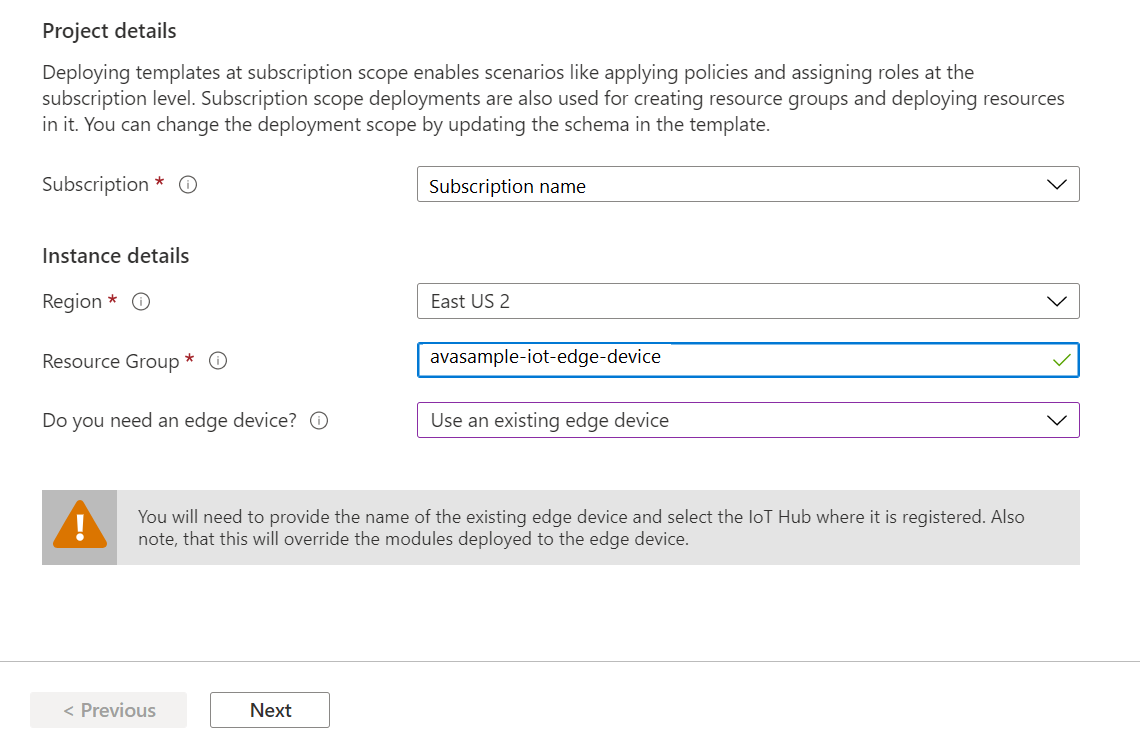 Project details
Deploying templates at subscription scope enables scenarios like applying policies and assigning roles at the
subscription level. Subscription scope deployments are also used for creating resource groups and deploying resources
in it. You can change the deployment scope by updating the schema in the template.
Subscription *
Subscription name
Instance details
Region *
East US 2
Resource Group *
avasample-iot-edge-device
Do you need an edge device?
Use an existing edge device
You will need to provide the name of the existing edge device and select the IoT Hub where it is registered. Also
note, that this will override the modules deployed to the edge device.
< Previous
Next